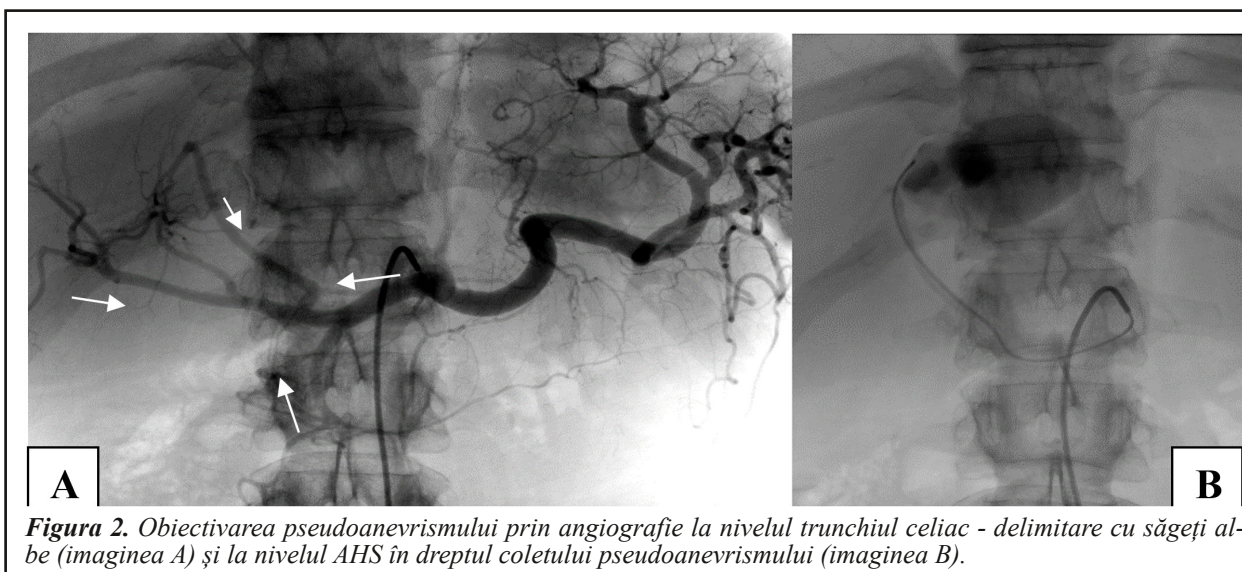 A
B
Figura 2. Obiectivarea pseudoanevrismului prin angiografie la nivelul trunchiul celiac - delimitare cu săgeți al-
be (imaginea A) și la nivelul AHS în dreptul coletului pseudoanevrismului (imaginea B).